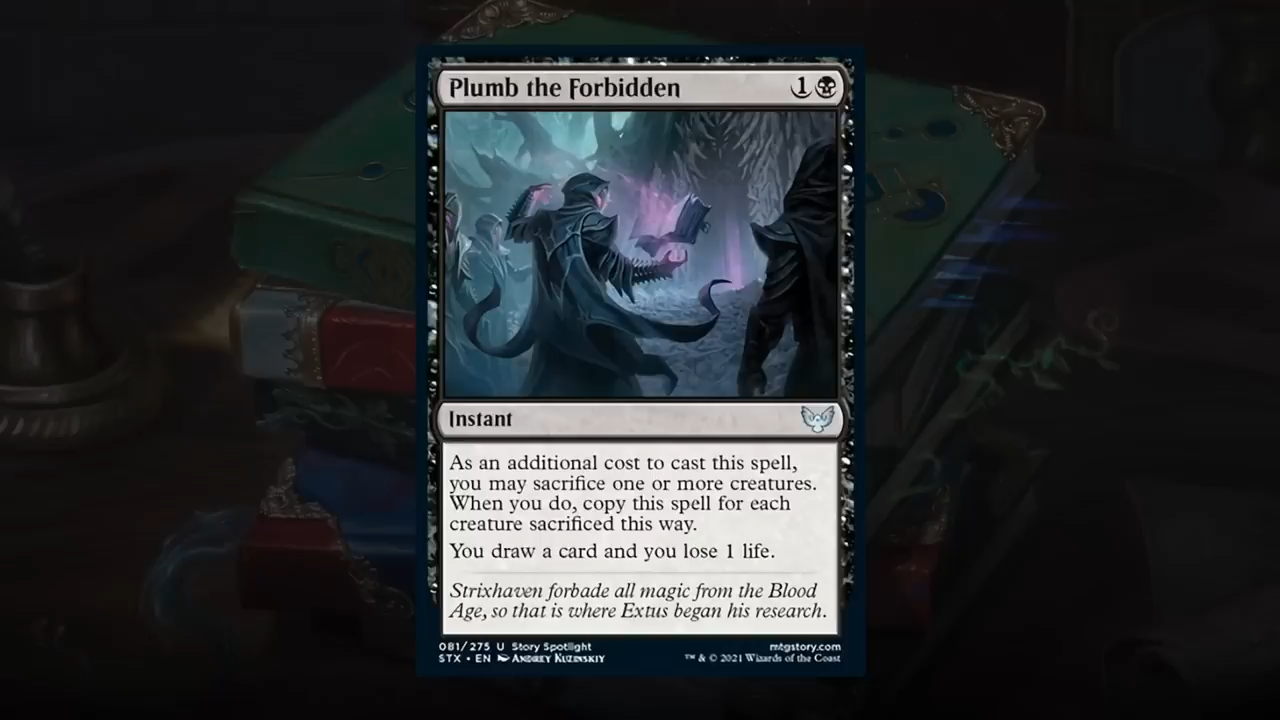 Plumb the Forbidden 1
Instant
As an additional cost to cast this spell,
you may sacrifice one or more creatures.
When you do, copy this spell for each
creature sacrificed this way.
You draw a card and you lose 1 life.
Strixhaven forbade all magic from the Blood
Age, so that is where Extus began his research.
081/275 U Story Spotlight mtgstory.com
STX • EN Andrey Kuzinskiy ™ & © 2021 Wizards of the Coast